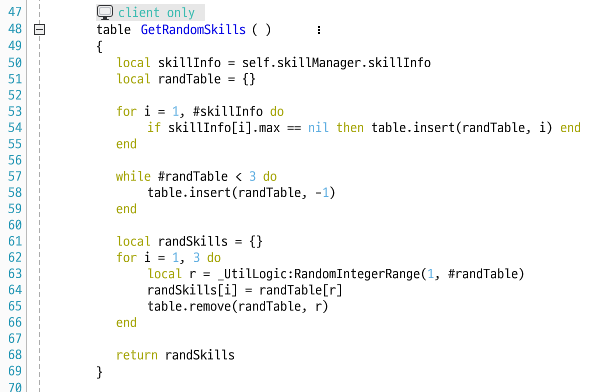 47 client only
48 table GetRandomSkills ( )
49 {
50 local skillInfo = self.skillManager.skillInfo
51 local randTable = {}
52
53 for i = 1, #skillInfo do
54 if skillInfo[i].max == nil then table.insert(randTable, i) end
55 end
56
57 while #randTable < 3 do
58 table.insert(randTable, -1)
59 end
60
61 local randSkills = {}
62 for i = 1, 3 do
63 local r = _UtilLogic:RandomIntegerRange(1, #randTable)
64 randSkills[i] = randTable[r]
65 table.remove(randTable, r)
66 end
67
68 return randSkills
69 }
70